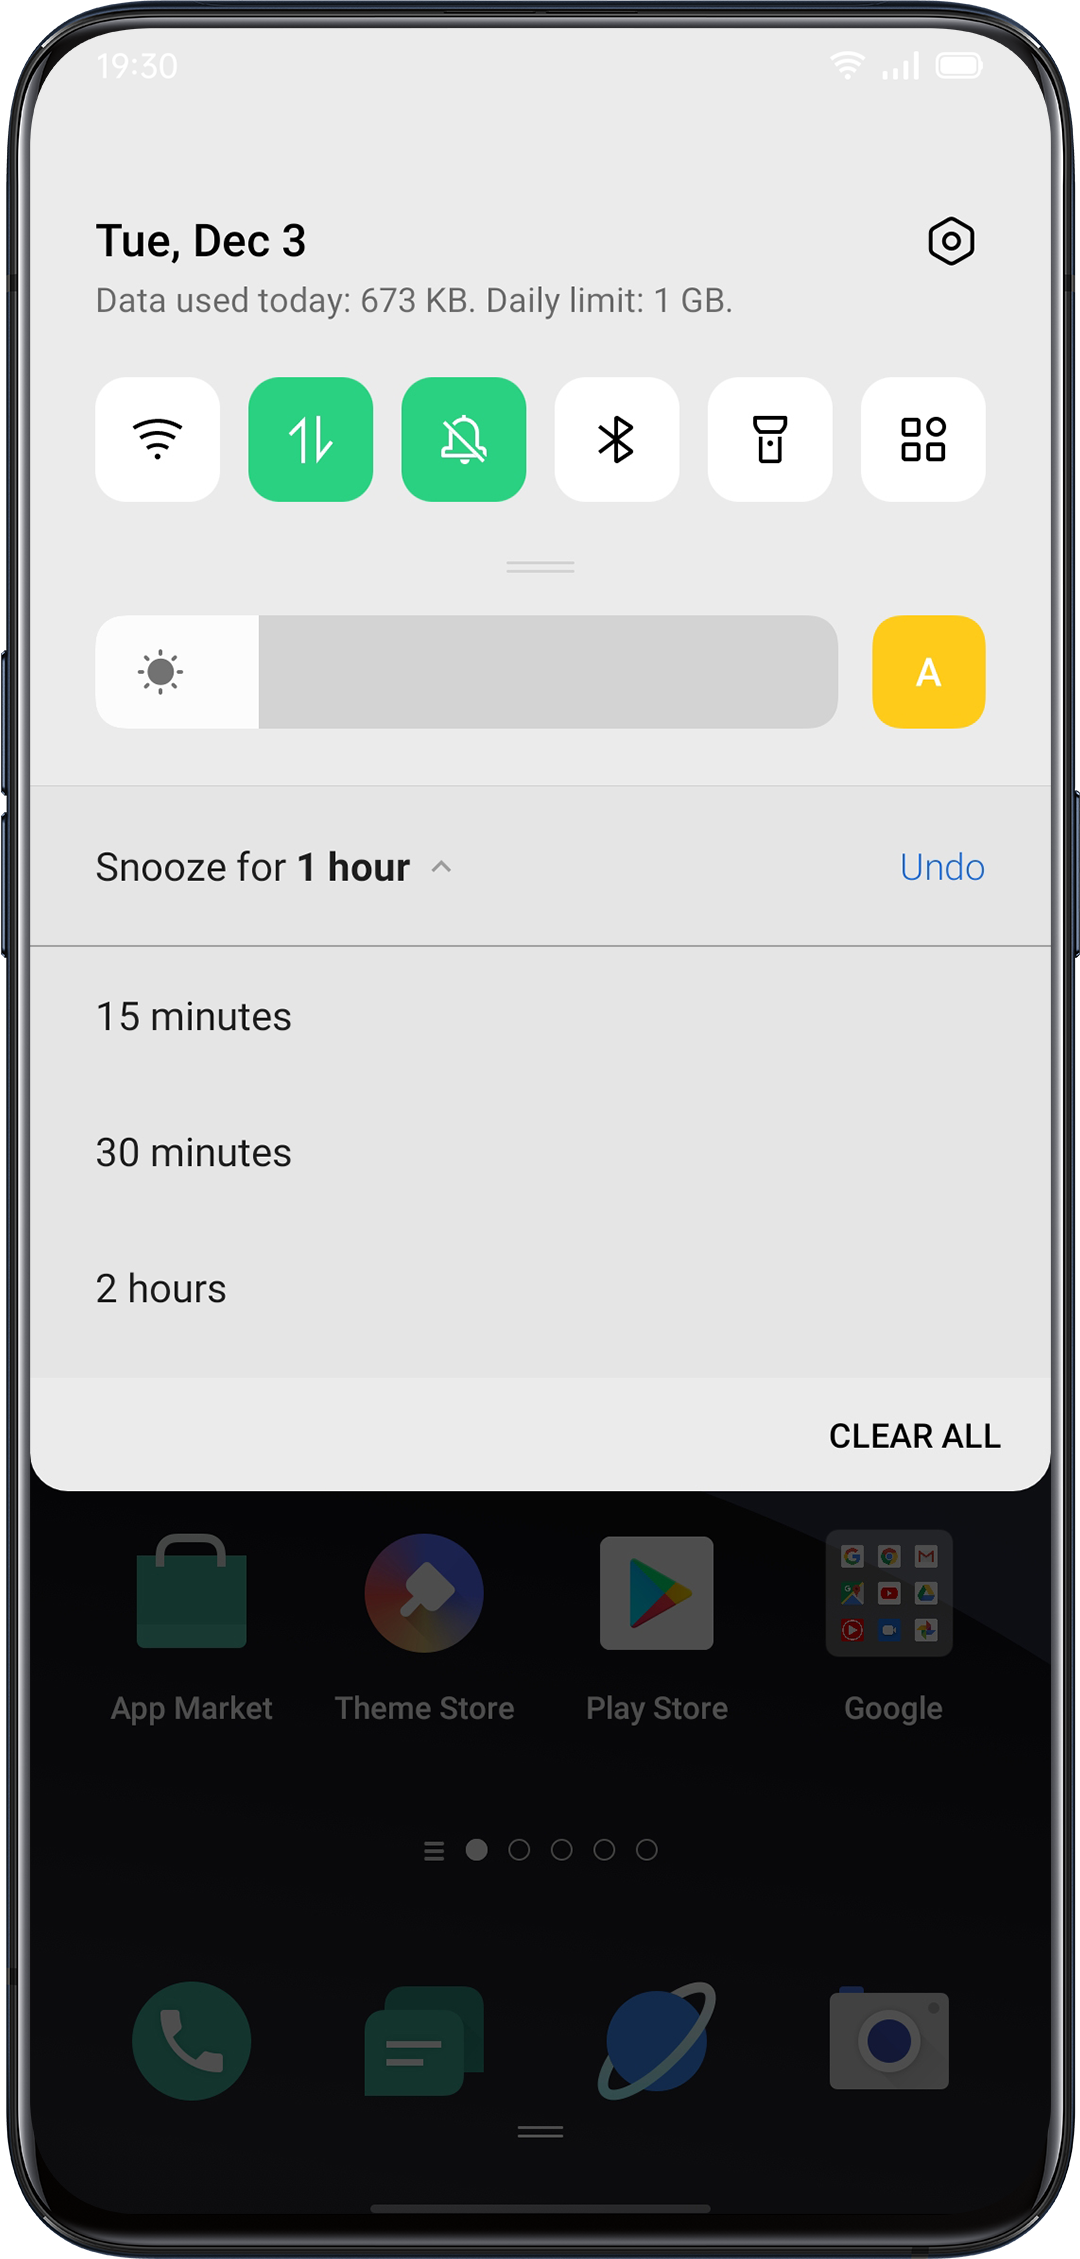 19:30
Tue, Dec 3
Data used today: 673 KB. Daily limit: 1 GB.
A
Snooze for 1 hour
Undo
15 minutes
30 minutes
2 hours
CLEAR ALL
App Market
Theme Store
Play Store
Google